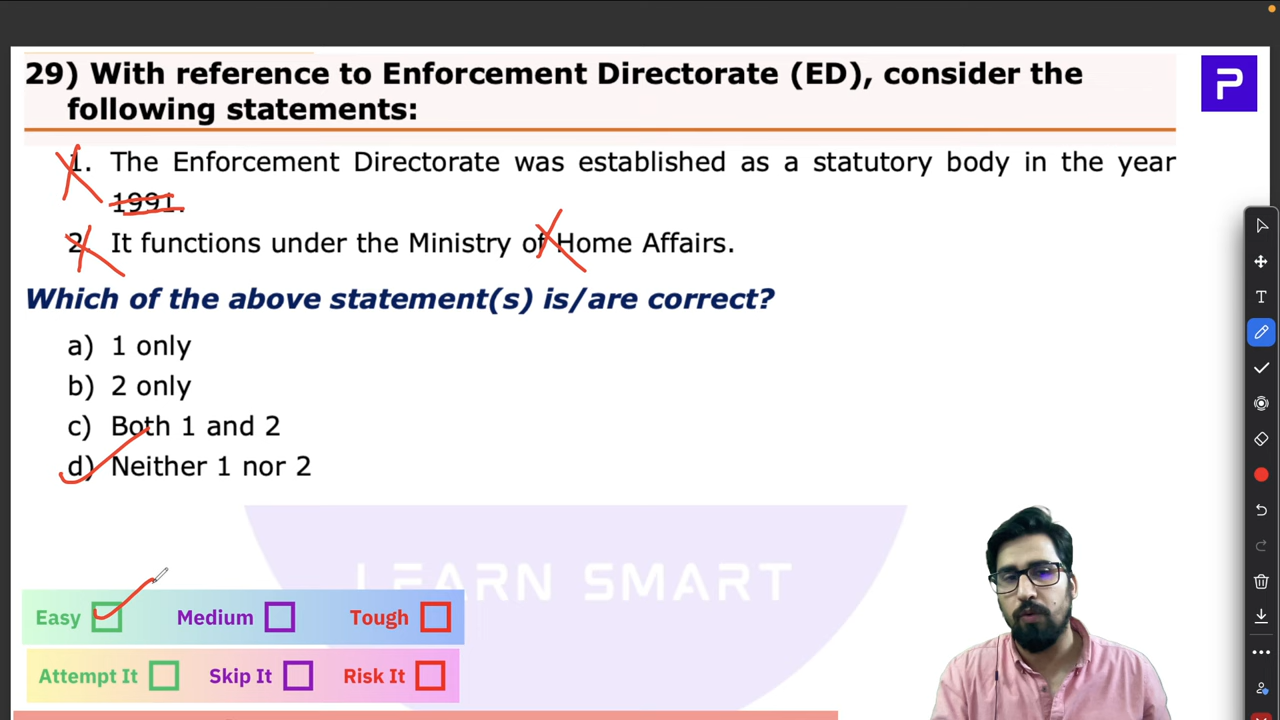 29) With reference to Enforcement Directorate (ED), consider the
following statements:
1. The Enforcement Directorate was established as a statutory body in the year
1991.
2. It functions under the Ministry of Home Affairs.
Which of the above statement(s) is/are correct?
a) 1 only
b) 2 only
c) Both 1 and 2
d) Neither 1 nor 2
LEARN SMART
Easy Medium Tough
Attempt It Skip It Risk It
P
T